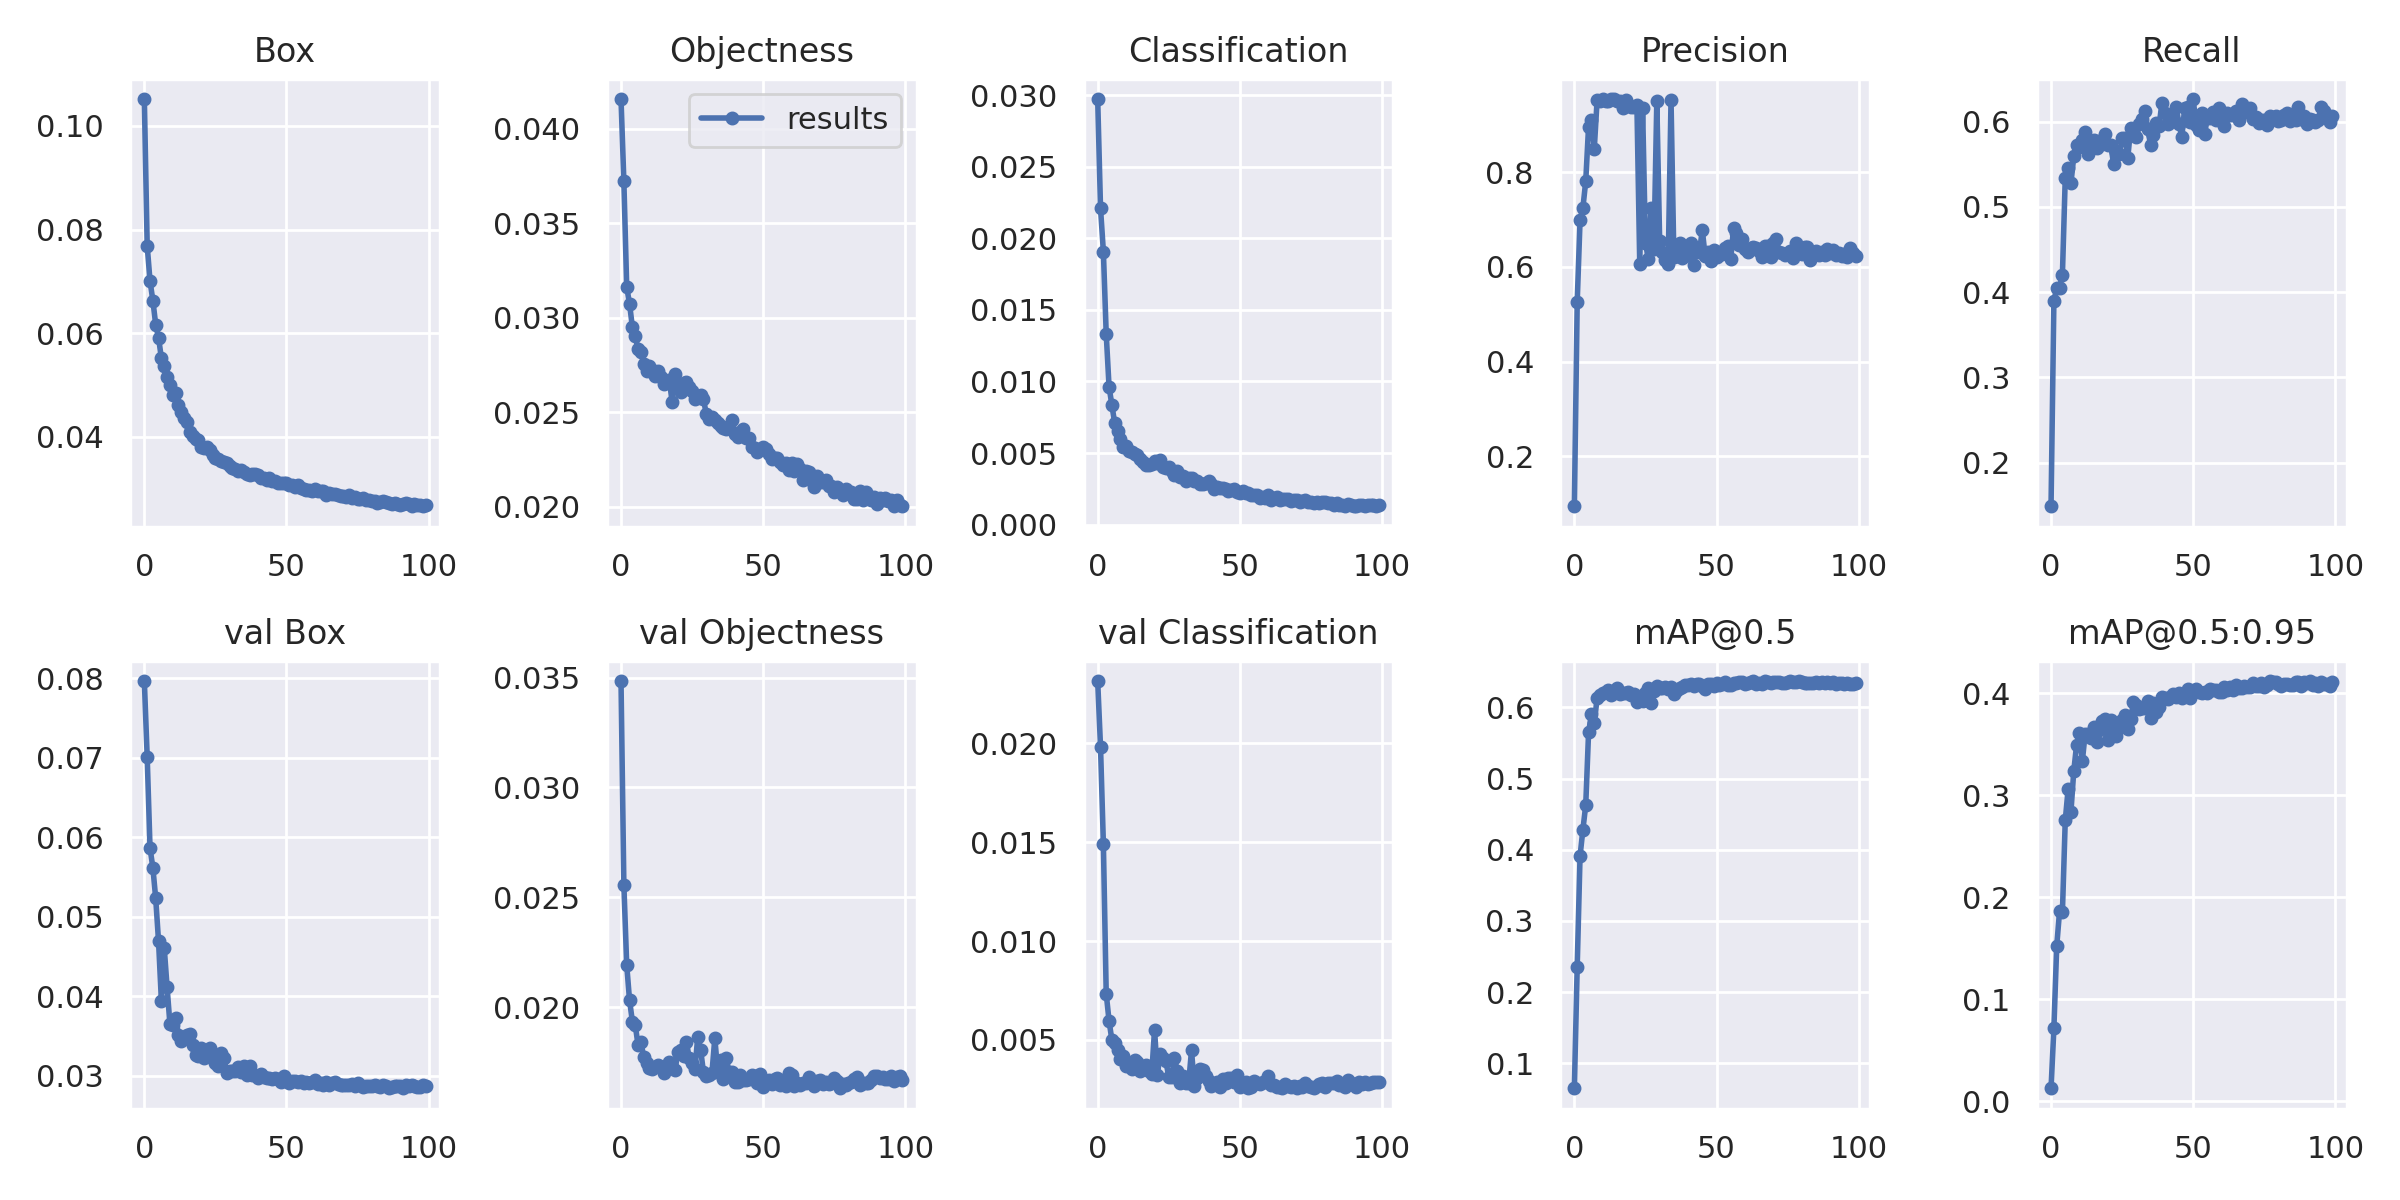 Box
Objectness
Classification
Precision
Recall
0.10
0.08
0.06
0.04
0 50 100
results
0.040
0.035
0.030
0.025
0.020
0 50 100
0.030
0.025
0.020
0.015
0.010
0.005
0.000
0 50 100
0.8
0.6
0.4
0.2
0 50 100
0.6
0.5
0.4
0.3
0.2
0 50 100
val Box
val Objectness
val Classification
mAP@0.5
mAP@0.5:0.95
0.08
0.07
0.06
0.05
0.04
0.03
0 50 100
0.035
0.030
0.025
0.020
0 50 100
0.020
0.015
0.010
0.005
0 50 100
0.6
0.5
0.4
0.3
0.2
0.1
0 50 100
0.4
0.3
0.2
0.1
0.0
0 50 100